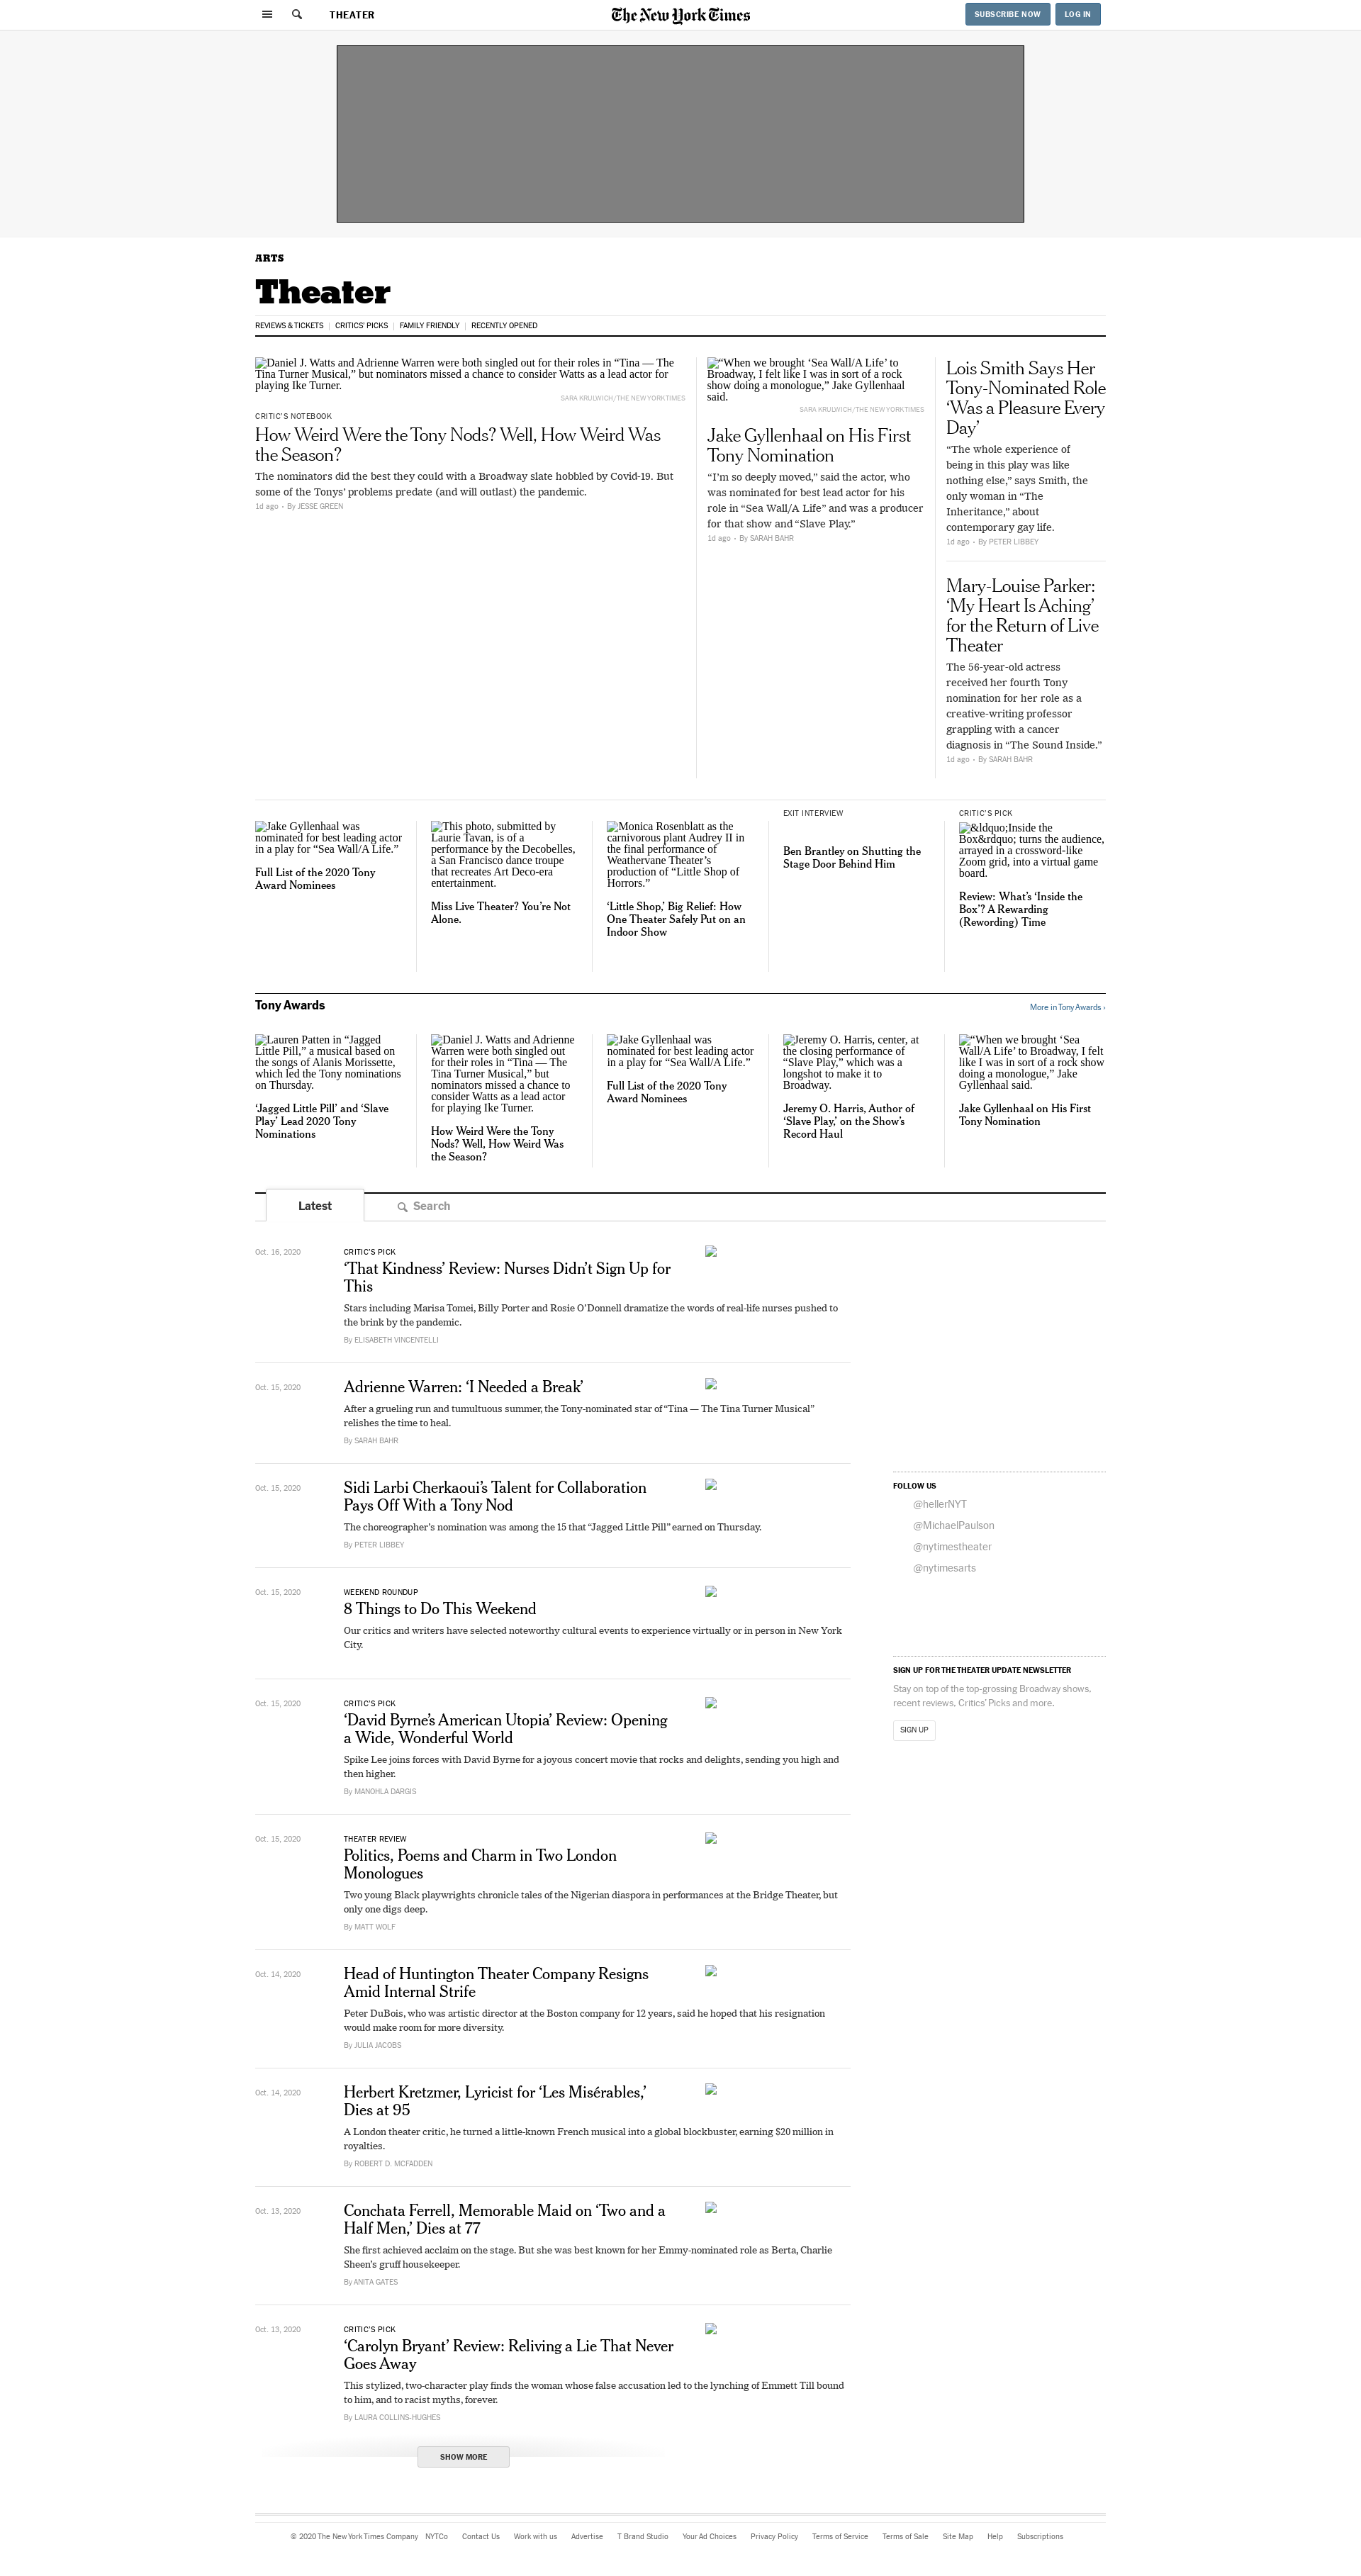 THEATER
The New York Times
SUBSCRIBE NOW
LOG IN
ARTS
Theater
REVIEWS & TICKETS
CRITICS' PICKS
FAMILY FRIENDLY
RECENTLY OPENED
Daniel J. Watts and Adrienne Warren were both singled out for their roles in “Tina — The
Tina Turner Musical,” but nominators missed a chance to consider Watts as a lead actor for
playing Ike Turner.
SARA KRULWICH/THE NEW YORK TIMES
CRITIC’S NOTEBOOK
How Weird Were the Tony Nods? Well, How Weird Was
the Season?
The nominators did the best they could with a Broadway slate hobbled by Covid-19. But
some of the Tonys’ problems predate (and will outlast) the pandemic.
1d ago • By JESSE GREEN
“When we brought ‘Sea Wall/A Life’ to
Broadway, I felt like I was in sort of a rock
show doing a monologue,” Jake Gyllenhaal
said.
SARA KRULWICH/THE NEW YORK TIMES
Jake Gyllenhaal on His First
Tony Nomination
“I’m so deeply moved,” said the actor, who
was nominated for best lead actor for his
role in “Sea Wall/A Life” and was a producer
for that show and “Slave Play.”
1d ago • By SARAH BAHR
Lois Smith Says Her
Tony-Nominated Role
‘Was a Pleasure Every
Day’
“The whole experience of
being in this play was like
nothing else,” says Smith, the
only woman in “The
Inheritance,” about
contemporary gay life.
1d ago • By PETER LIBBEY
Mary-Louise Parker:
‘My Heart Is Aching’
for the Return of Live
Theater
The 56-year-old actress
received her fourth Tony
nomination for her role as a
creative-writing professor
grappling with a cancer
diagnosis in “The Sound Inside.”
1d ago • By SARAH BAHR
Jake Gyllenhaal was
nominated for best leading actor
in a play for “Sea Wall/A Life.”
Full List of the 2020 Tony
Award Nominees
This photo, submitted by
Laurie Tavan, is of a
performance by the Decobelles,
a San Francisco dance troupe
that recreates Art Deco-era
entertainment.
Miss Live Theater? You’re Not
Alone.
Monica Rosenblatt as the
carnivorous plant Audrey II in
the final performance of
Weathervane Theater’s
production of “Little Shop of
Horrors.”
‘Little Shop,’ Big Relief: How
One Theater Safely Put on an
Indoor Show
EXIT INTERVIEW
Ben Brantley on Shutting the
Stage Door Behind Him
CRITIC’S PICK
&ldquo;Inside the
Box&rdquo; turns the audience,
arrayed in a crossword-like
Zoom grid, into a virtual game
board.
Review: What’s ‘Inside the
Box’? A Rewarding
(Rewording) Time
Tony Awards
More in Tony Awards ›
Lauren Patten in “Jagged
Little Pill,” a musical based on
the songs of Alanis Morissette,
which led the Tony nominations
on Thursday.
‘Jagged Little Pill’ and ‘Slave
Play’ Lead 2020 Tony
Nominations
Daniel J. Watts and Adrienne
Warren were both singled out
for their roles in “Tina — The
Tina Turner Musical,” but
nominators missed a chance to
consider Watts as a lead actor
for playing Ike Turner.
How Weird Were the Tony
Nods? Well, How Weird Was
the Season?
Jake Gyllenhaal was
nominated for best leading actor
in a play for “Sea Wall/A Life.”
Full List of the 2020 Tony
Award Nominees
Jeremy O. Harris, center, at
the closing performance of
“Slave Play,” which was a
longshot to make it to
Broadway.
Jeremy O. Harris, Author of
‘Slave Play,’ on the Show’s
Record Haul
“When we brought ‘Sea
Wall/A Life’ to Broadway, I felt
like I was in sort of a rock show
doing a monologue,” Jake
Gyllenhaal said.
Jake Gyllenhaal on His First
Tony Nomination
Latest
Search
Oct. 16, 2020
CRITIC’S PICK
‘That Kindness’ Review: Nurses Didn’t Sign Up for
This
Stars including Marisa Tomei, Billy Porter and Rosie O’Donnell dramatize the words of real-life nurses pushed to
the brink by the pandemic.
By ELISABETH VINCENTELLI
Oct. 15, 2020
Adrienne Warren: ‘I Needed a Break’
After a grueling run and tumultuous summer, the Tony-nominated star of “Tina — The Tina Turner Musical”
relishes the time to heal.
By SARAH BAHR
Oct. 15, 2020
Sidi Larbi Cherkaoui’s Talent for Collaboration
Pays Off With a Tony Nod
The choreographer’s nomination was among the 15 that “Jagged Little Pill” earned on Thursday.
By PETER LIBBEY
Oct. 15, 2020
WEEKEND ROUNDUP
8 Things to Do This Weekend
Our critics and writers have selected noteworthy cultural events to experience virtually or in person in New York
City.
Oct. 15, 2020
CRITIC’S PICK
‘David Byrne’s American Utopia’ Review: Opening
a Wide, Wonderful World
Spike Lee joins forces with David Byrne for a joyous concert movie that rocks and delights, sending you high and
then higher.
By MANOHLA DARGIS
Oct. 15, 2020
THEATER REVIEW
Politics, Poems and Charm in Two London
Monologues
Two young Black playwrights chronicle tales of the Nigerian diaspora in performances at the Bridge Theater, but
only one digs deep.
By MATT WOLF
Oct. 14, 2020
Head of Huntington Theater Company Resigns
Amid Internal Strife
Peter DuBois, who was artistic director at the Boston company for 12 years, said he hoped that his resignation
would make room for more diversity.
By JULIA JACOBS
Oct. 14, 2020
Herbert Kretzmer, Lyricist for ‘Les Misérables,’
Dies at 95
A London theater critic, he turned a little-known French musical into a global blockbuster, earning $20 million in
royalties.
By ROBERT D. MCFADDEN
Oct. 13, 2020
Conchata Ferrell, Memorable Maid on ‘Two and a
Half Men,’ Dies at 77
She first achieved acclaim on the stage. But she was best known for her Emmy-nominated role as Berta, Charlie
Sheen’s gruff housekeeper.
By ANITA GATES
Oct. 13, 2020
CRITIC’S PICK
‘Carolyn Bryant’ Review: Reliving a Lie That Never
Goes Away
This stylized, two-character play finds the woman whose false accusation led to the lynching of Emmett Till bound
to him, and to racist myths, forever.
By LAURA COLLINS-HUGHES
SHOW MORE
FOLLOW US
@hellerNYT
@MichaelPaulson
@nytimestheater
@nytimesarts
SIGN UP FOR THE THEATER UPDATE NEWSLETTER
Stay on top of the top-grossing Broadway shows,
recent reviews, Critics’ Picks and more.
SIGN UP
© 2020 The New York Times Company NYTCo Contact Us Work with us Advertise T Brand Studio Your Ad Choices Privacy Policy Terms of Service Terms of Sale Site Map Help Subscriptions